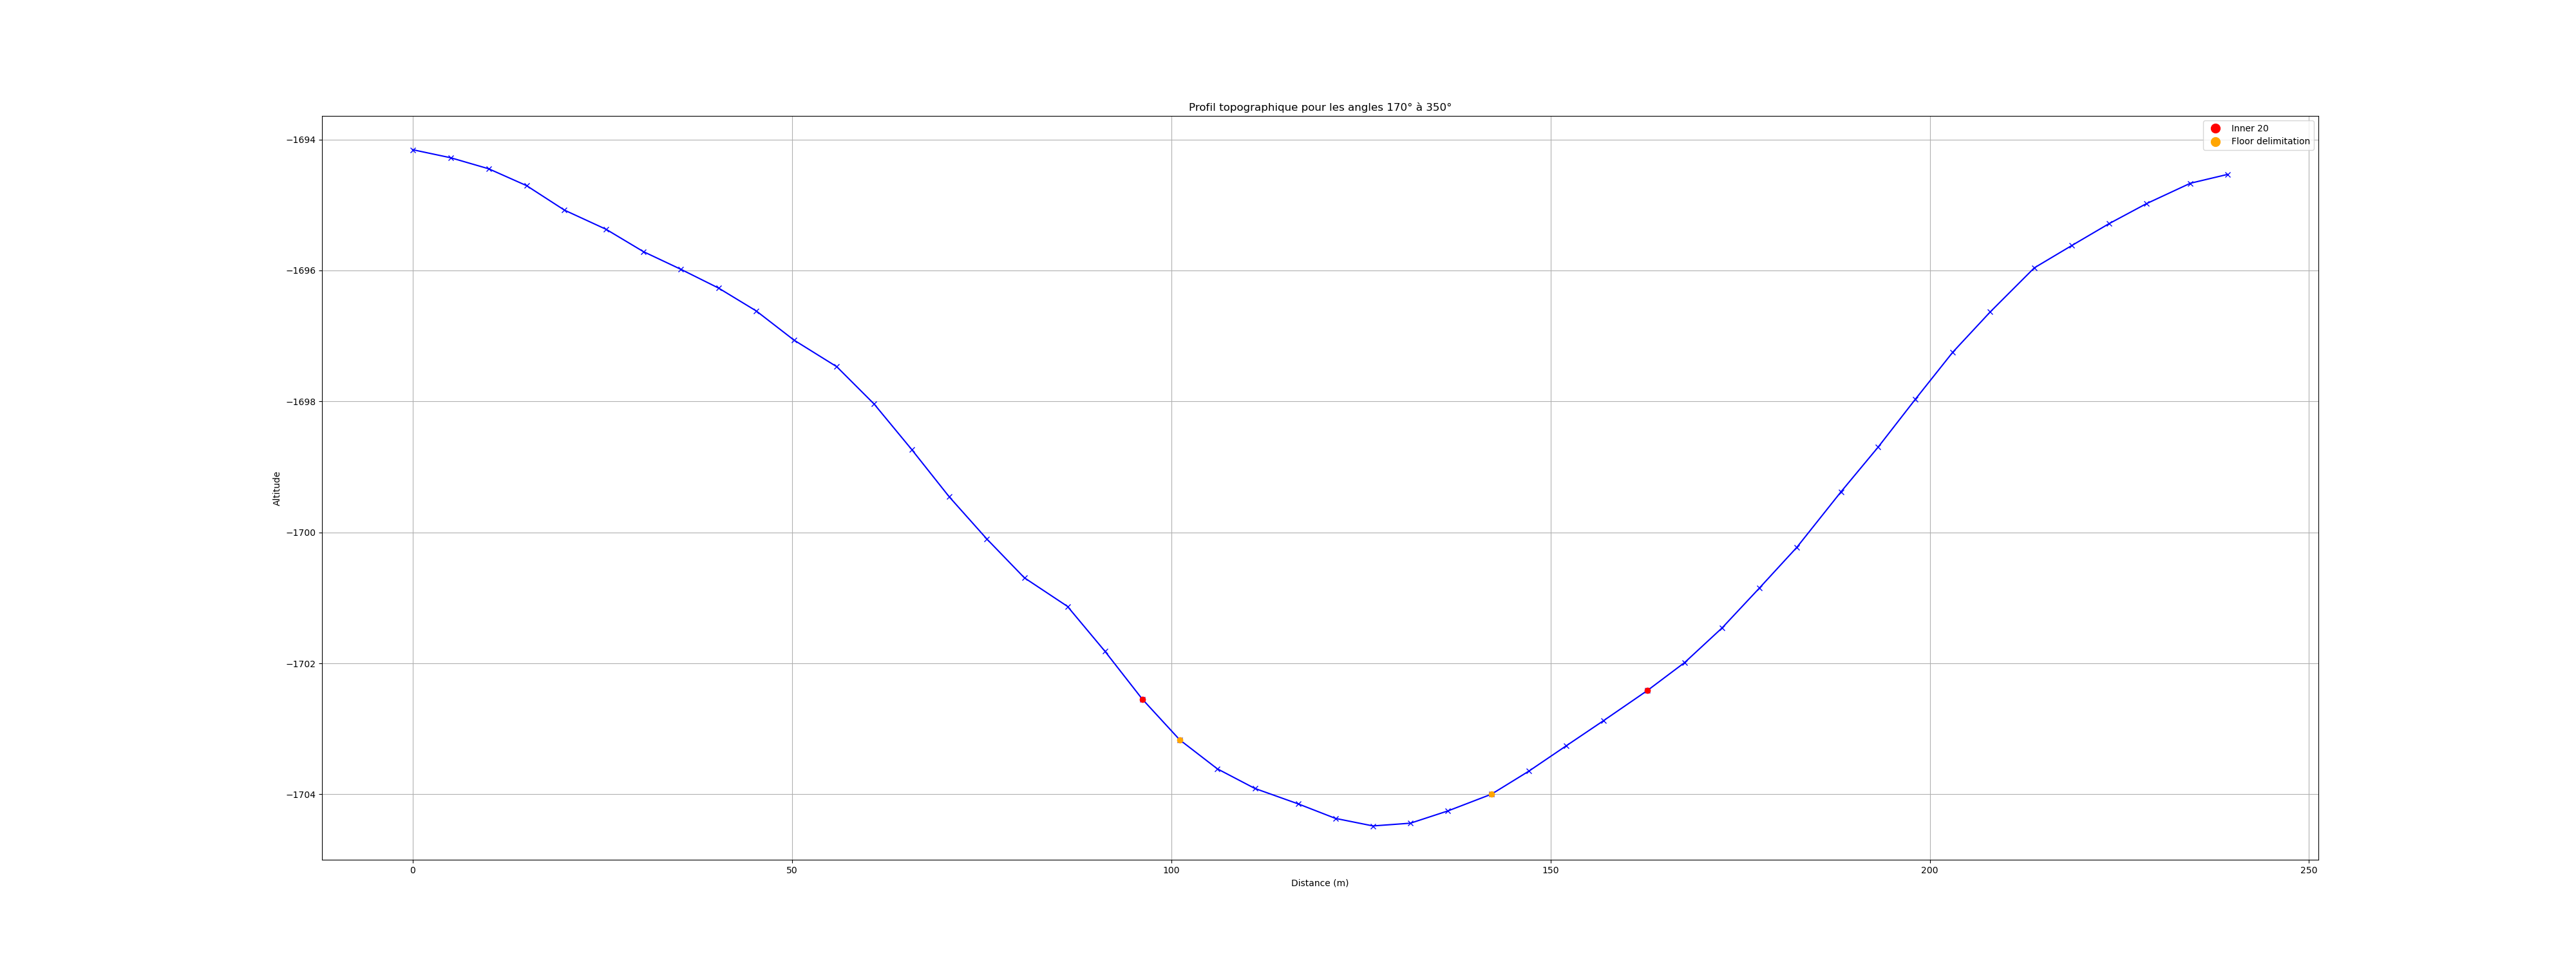 Profil topographique pour les angles 170° à 350°
Inner 20
Floor delimitation
Altitude
−1694
−1696
−1698
−1700
−1702
−1704
0
50
100
150
200
250
Distance (m)